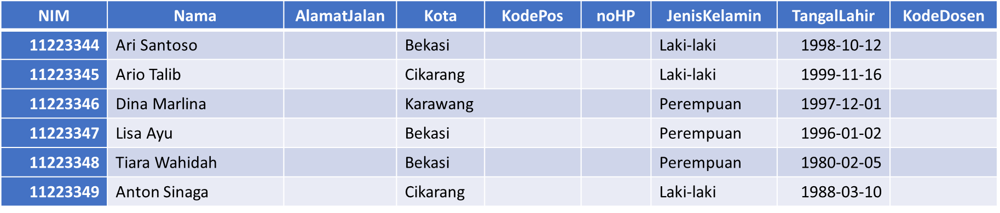 NIM Nama AlamatJalan Kota KodePos noHP JenisKelamin TangalLahir KodeDosen
11223344 Ari Santoso Bekasi Laki-laki 1998-10-12
11223345 Ario Talib Cikarang Laki-laki 1999-11-16
11223346 Dina Marlina Karawang Perempuan 1997-12-01
11223347 Lisa Ayu Bekasi Perempuan 1996-01-02
11223348 Tiara Wahidah Bekasi Perempuan 1980-02-05
11223349 Anton Sinaga Cikarang Laki-laki 1988-03-10